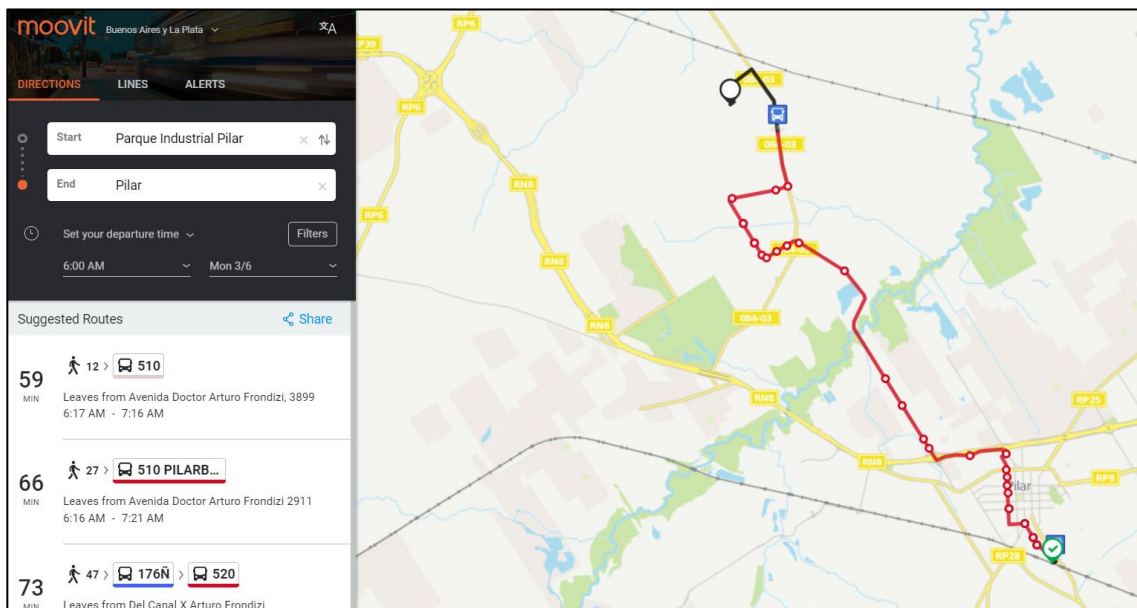 moovit Buenos Aires y La Plata
DIRECTIONS LINES ALERTS
Start Parque Industrial Pilar
End Pilar
Set your departure time Filters
6:00 AM Mon 3/6
Suggested Routes Share
12 > 510
59
MIN
Leaves from Avenida Doctor Arturo Frondizi, 3899
6:17 AM - 7:16 AM
27 > 510 PILARB...
66
MIN
Leaves from Avenida Doctor Arturo Frondizi 2911
6:16 AM - 7:21 AM
47 > 176Ñ > 520
73
MIN
Leaves from Del Canal X Arturo Frondizi
RP6
RP39
RP6
084-03
084-03
RN8
RP6
RN8
084-03
RN8
RN8
RP25
RN8
RP8
Pilar
RP28